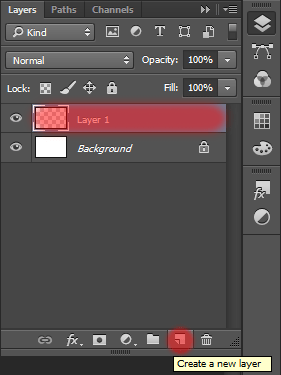 Layers Paths Channels
Kind
Normal Opacity: 100%
Lock: Fill: 100%
Layer 1
Background
fx
Create a new layer